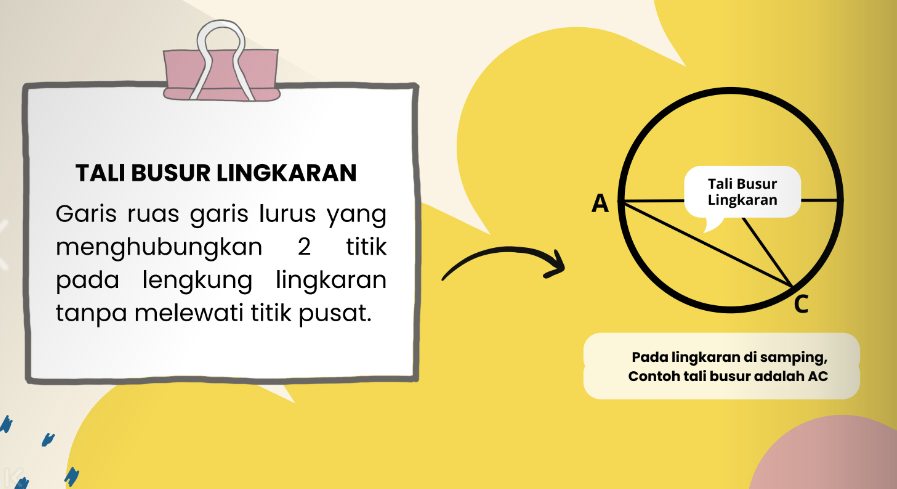 TALI BUSUR LINGKARAN
Garis ruas garis lurus yang
menghubungkan 2 titik
pada lengkung lingkaran
tanpa melewati titik pusat.
Tali Busur
Lingkaran
A
C
Pada lingkaran di samping,
Contoh tali busur adalah AC